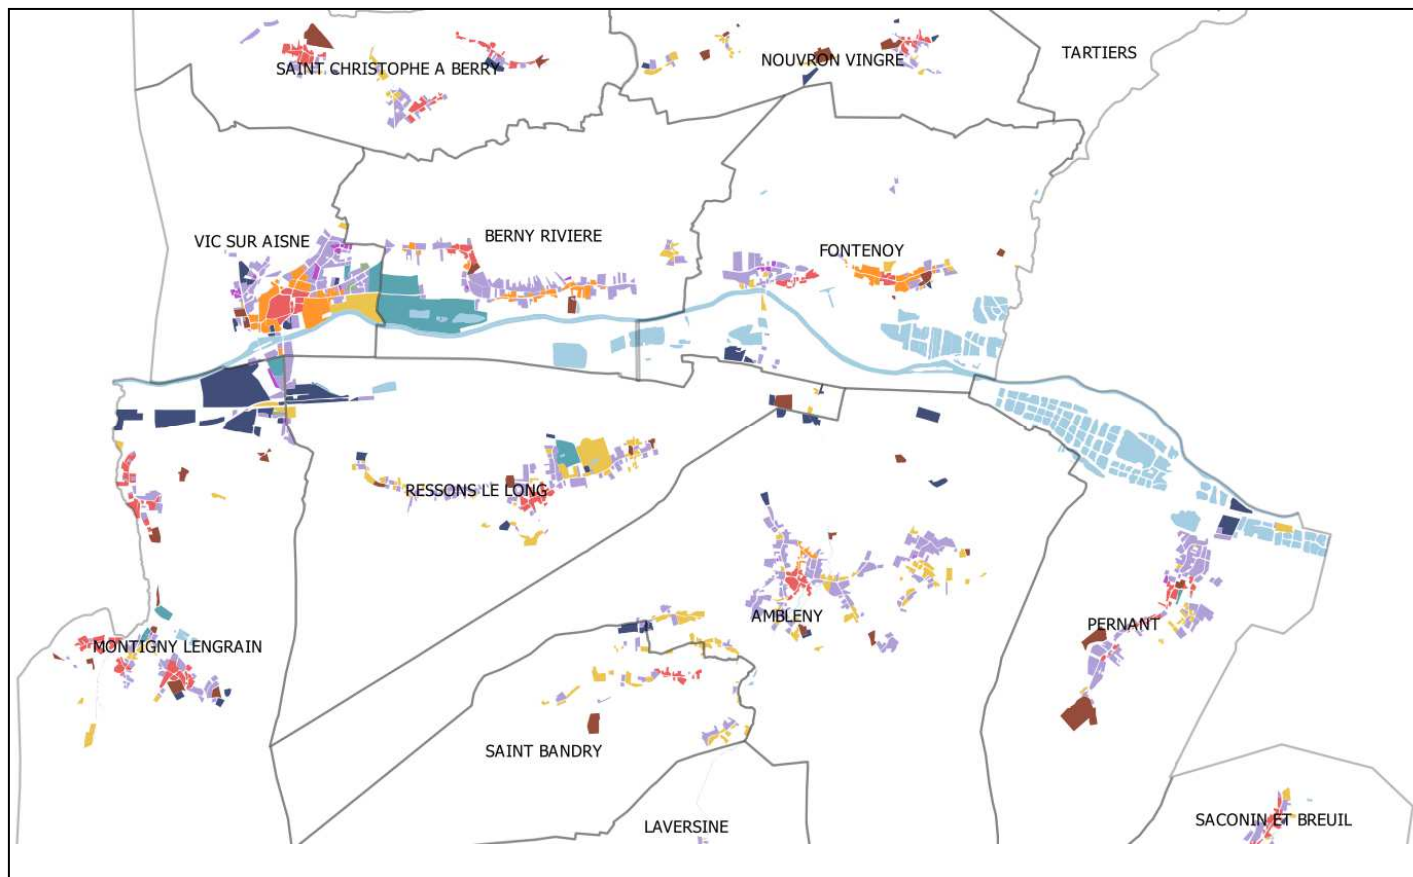 TARTIERS
NOUVRON VINGRE
SAINT CHRISTOPHE A BERRY
VIC SUR AISNE
BERNY RIVIERE
FONTENOY
RESSONS LE LONG
AMBLENY
PERNANT
MONTIGNY LENGRAIN
SAINT BANDRY
LAVERSINE
SACONIN ET BREUIL